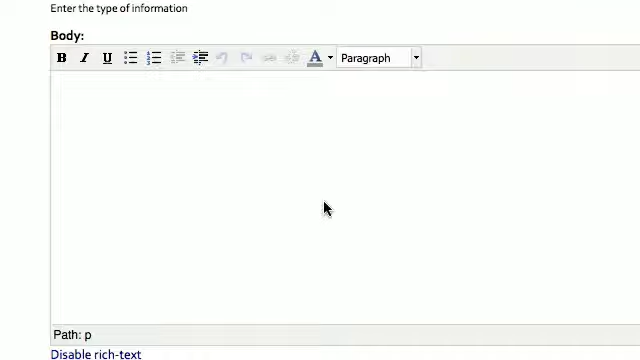 Enter the type of information
Body:
B I U A Paragraph
Path: p
Disable rich-text